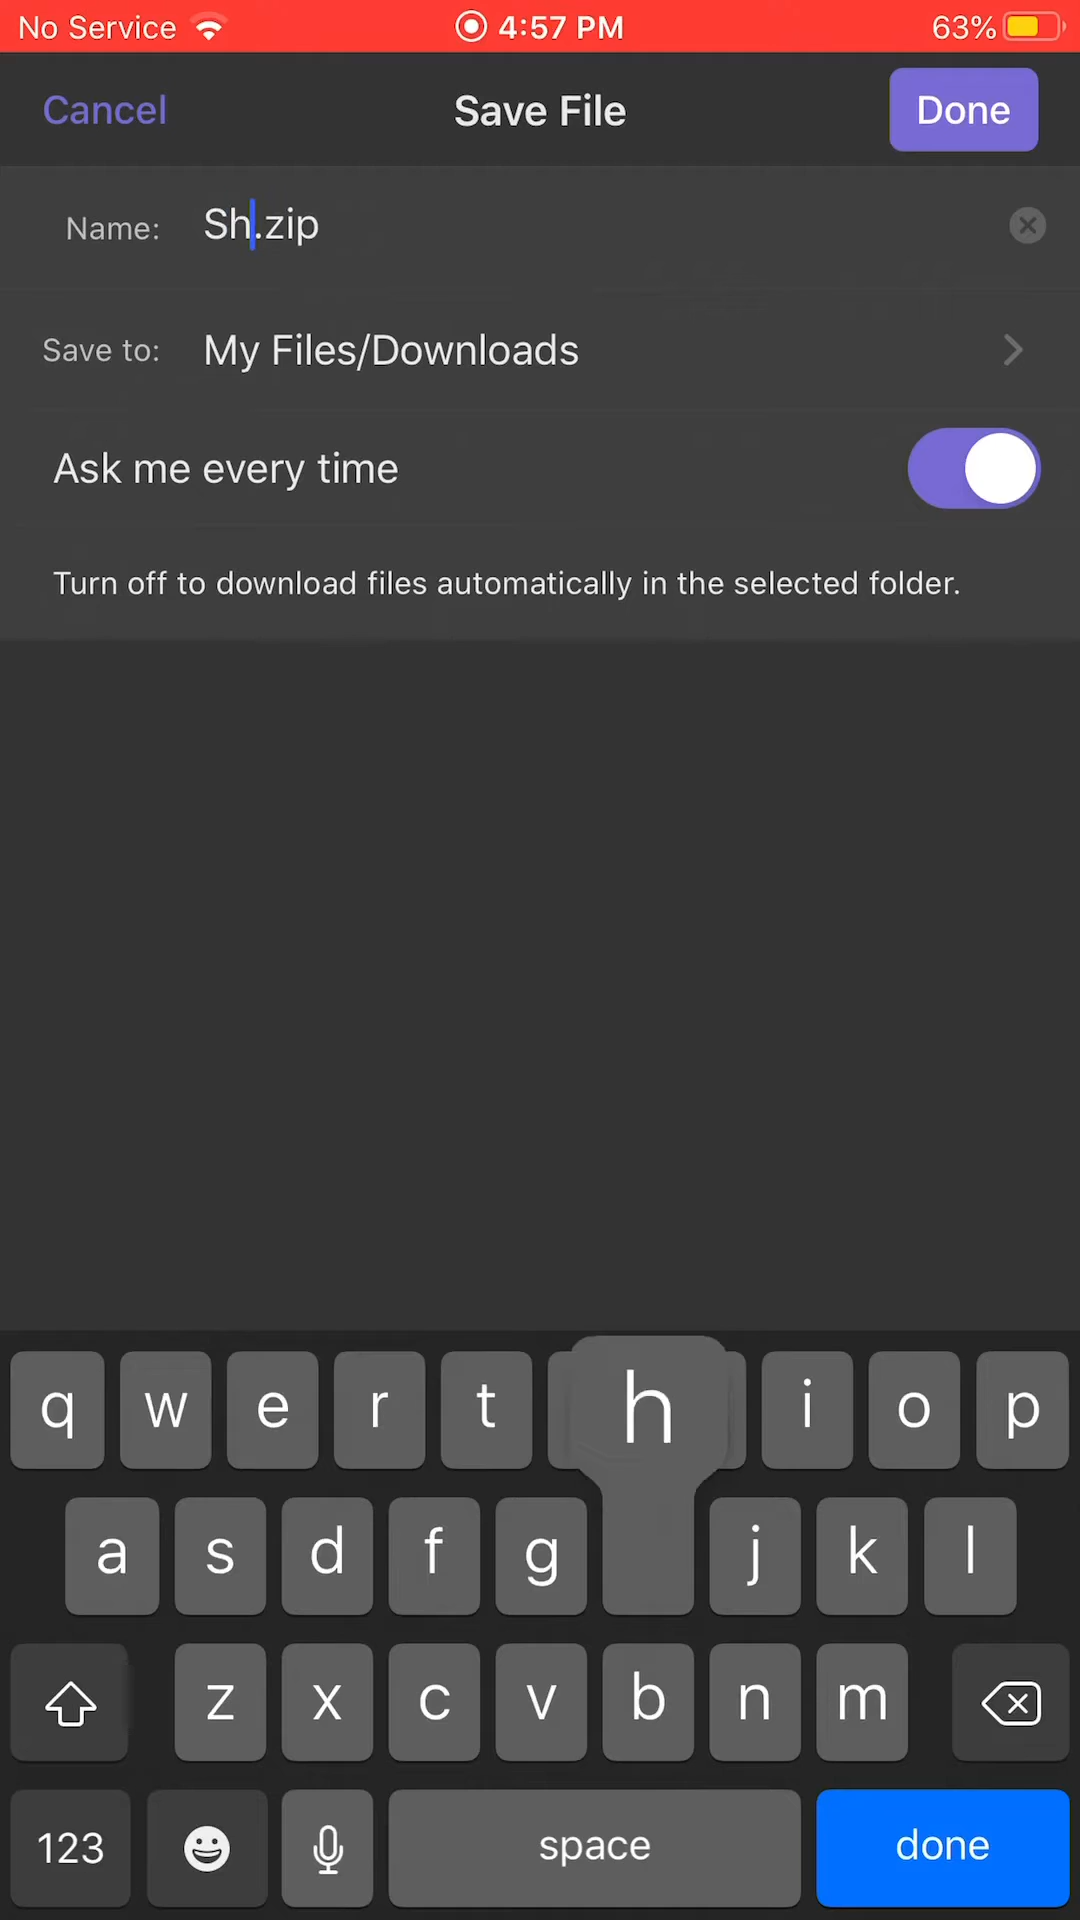 No Service 4:57 PM 63%
Cancel Save File Done
Name: Sh.zip
Save to: My Files/Downloads
Ask me every time
Turn off to download files automatically in the selected folder.
q w e r t h i o p
a s d f g j k l
z x c v b n m
123 space done